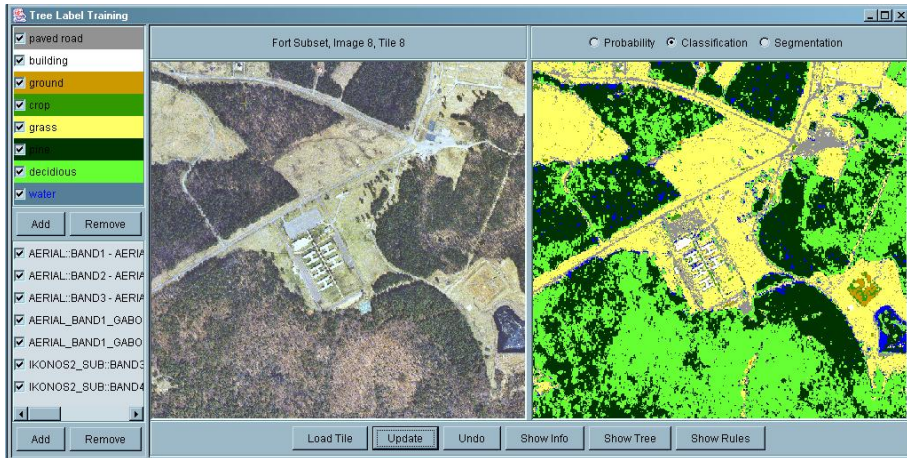 Tree Label Training
paved road
building
ground
crop
grass
pine
decidious
water
Add Remove
AERIAL::BAND1 - AERIA
AERIAL::BAND2 - AERIA
AERIAL::BAND3 - AERIA
AERIAL_BAND1_GABO
AERIAL_BAND1_GABO
IKONOS2_SUB::BAND3
IKONOS2_SUB::BAND4
Add Remove
Fort Subset, Image 8, Tile 8
Probability Classification Segmentation
Load Tile Update Undo Show Info Show Tree Show Rules